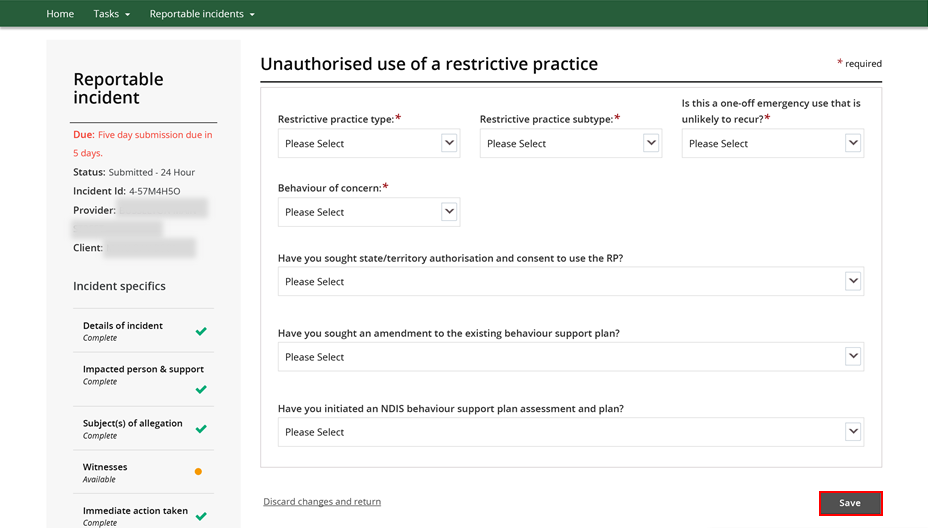 Home
Tasks
Reportable incidents
Reportable
incident
Due: Five day submission due in
5 days.
Status: Submitted - 24 Hour
Incident Id: 4-57M4H5O
Provider:
Client:
Incident specifics
Details of incident
Complete
Impacted person & support
Complete
Subject(s) of allegation
Complete
Witnesses
Available
Immediate action taken
Complete
Unauthorised use of a restrictive practice
* required
Restrictive practice type:*
Please Select
Restrictive practice subtype:*
Please Select
Is this a one-off emergency use that is
unlikely to recur?*
Please Select
Behaviour of concern:*
Please Select
Have you sought state/territory authorisation and consent to use the RP?
Please Select
Have you sought an amendment to the existing behaviour support plan?
Please Select
Have you initiated an NDIS behaviour support plan assessment and plan?
Please Select
Discard changes and return
Save